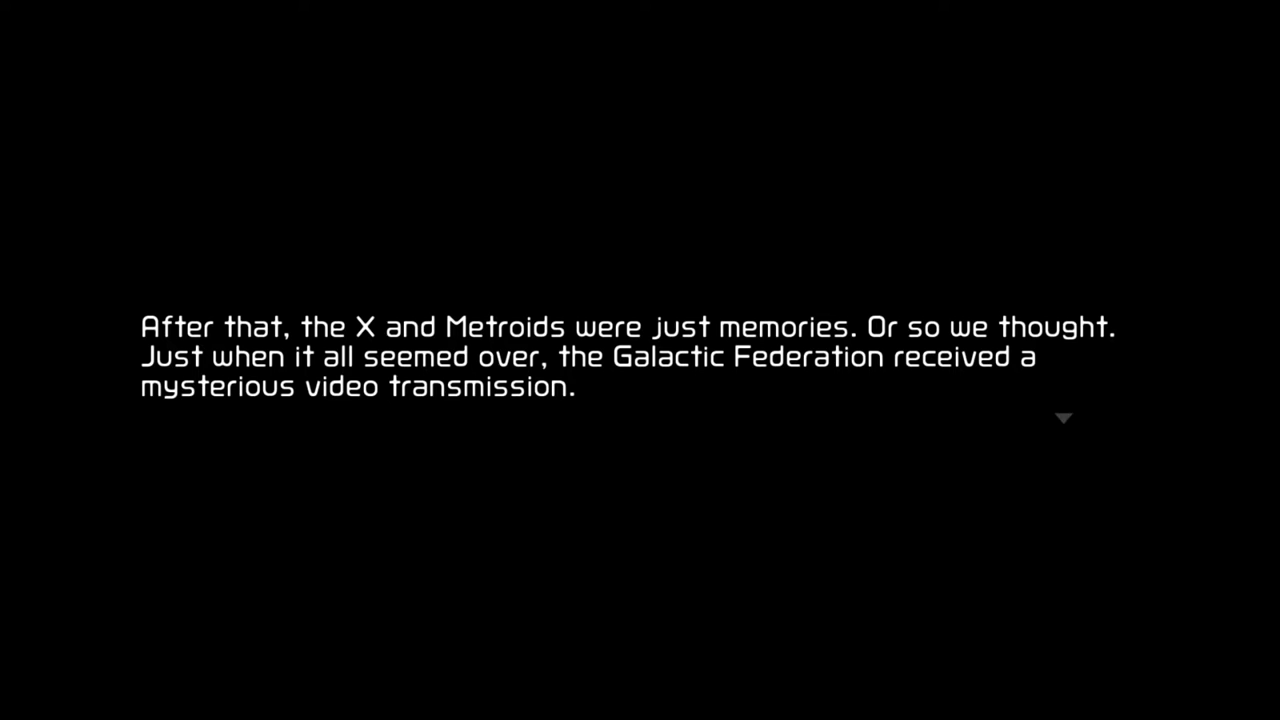 After that, the X and Metroids were just memories. Or so we thought.
Just when it all seemed over, the Galactic Federation received a
mysterious video transmission.